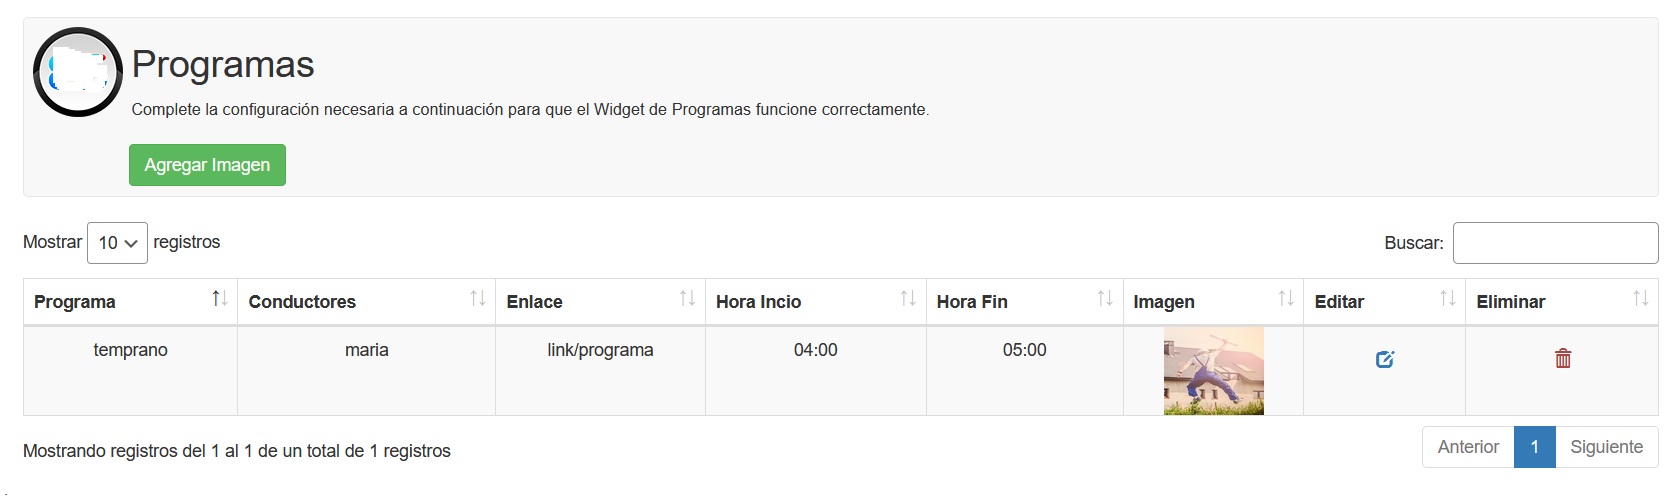 Programas
Complete la configuración necesaria a continuación para que el Widget de Programas funcione correctamente.
Agregar Imagen
Mostrar 10 registros
Buscar:
Programa Conductores Enlace Hora Incio Hora Fin Imagen Editar Eliminar
temprano maria link/programa 04:00 05:00
Mostrando registros del 1 al 1 de un total de 1 registros
Anterior 1 Siguiente